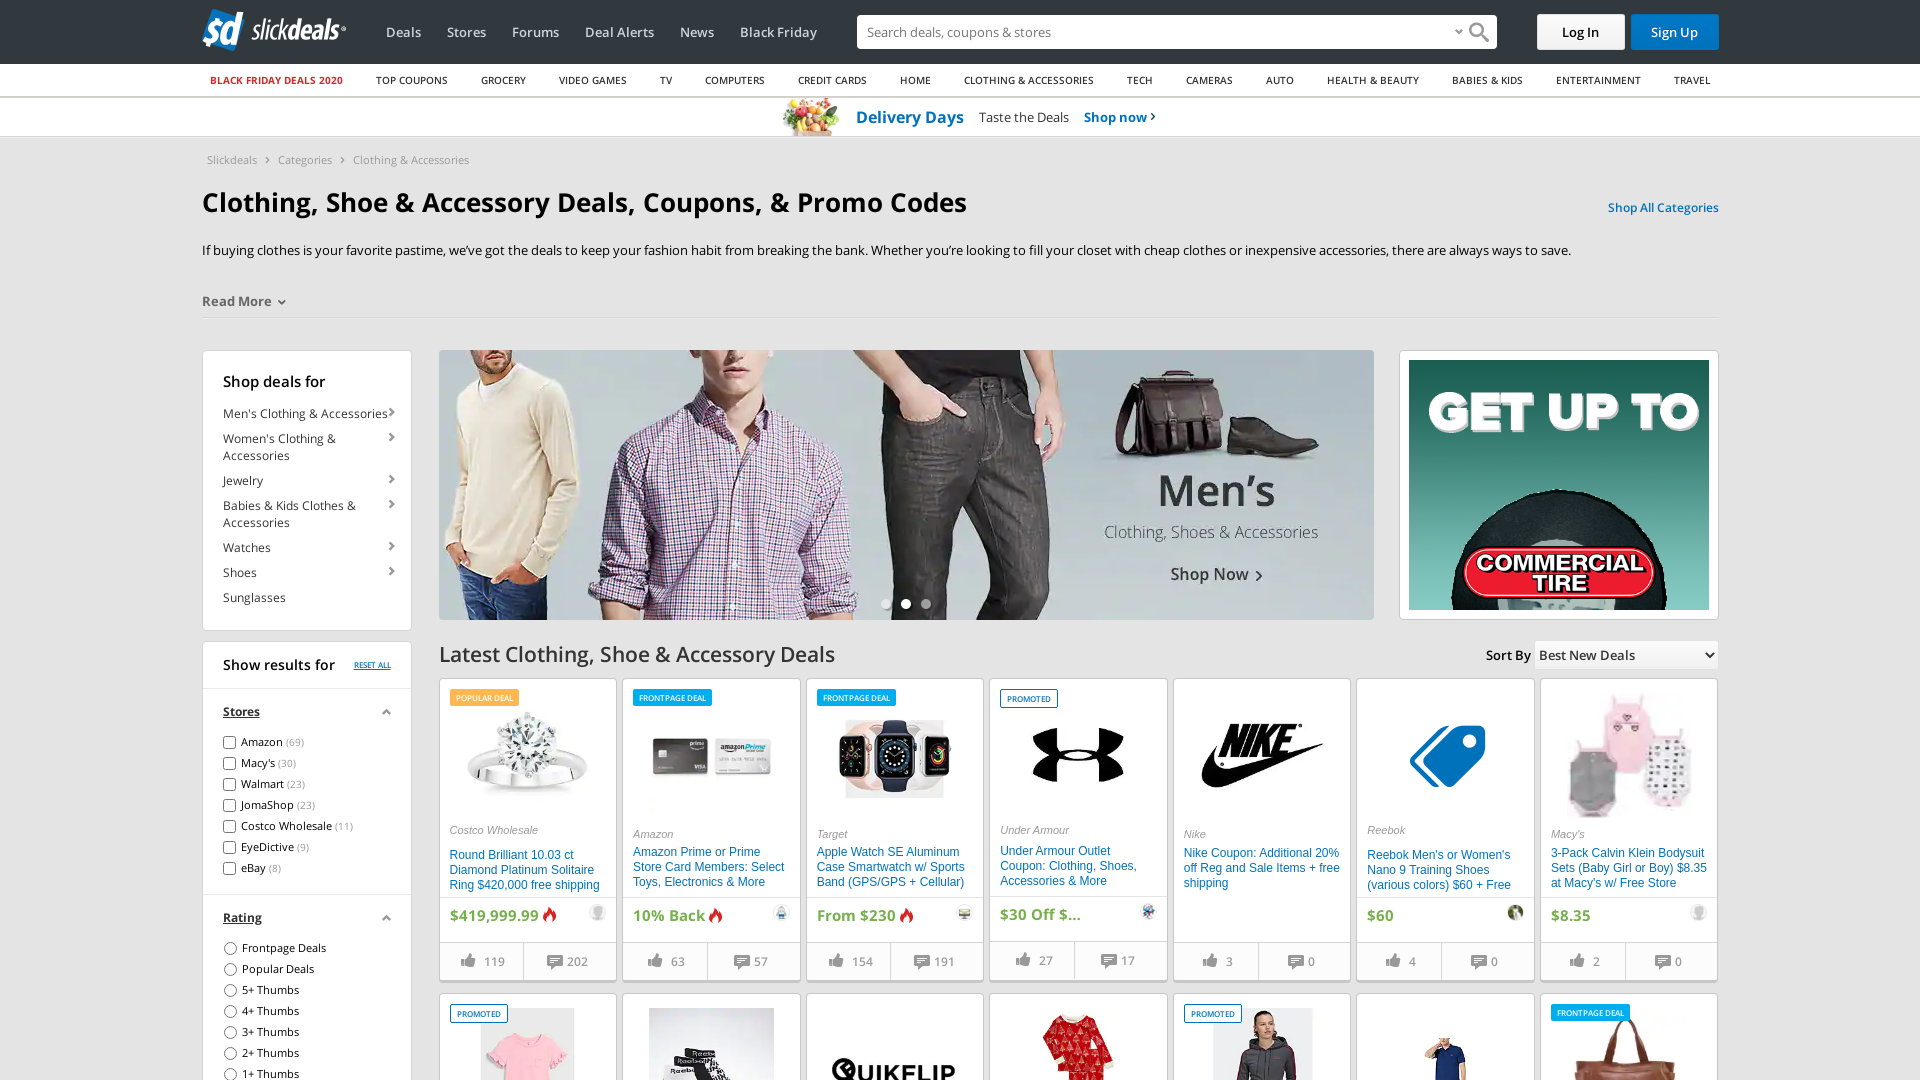 sd slickdeals
Deals
Stores
Forums
Deal Alerts
News
Black Friday
Search deals, coupons & stores
Log In
Sign Up
BLACK FRIDAY DEALS 2020
TOP COUPONS
GROCERY
VIDEO GAMES
TV
COMPUTERS
CREDIT CARDS
HOME
CLOTHING & ACCESSORIES
TECH
CAMERAS
AUTO
HEALTH & BEAUTY
BABIES & KIDS
ENTERTAINMENT
TRAVEL
Delivery Days Taste the Deals Shop now
Slickdeals
Categories
Clothing & Accessories
Clothing, Shoe & Accessory Deals, Coupons, & Promo Codes
Shop All Categories
If buying clothes is your favorite pastime, we’ve got the deals to keep your fashion habit from breaking the bank. Whether you’re looking to fill your closet with cheap clothes or inexpensive accessories, there are always ways to save.
Read More
Shop deals for
Men's Clothing & Accessories
Women's Clothing &
Accessories
Jewelry
Babies & Kids Clothes &
Accessories
Watches
Shoes
Sunglasses
Men’s
Clothing, Shoes & Accessories
Shop Now
GET UP TO
COMMERCIAL
TIRE
Show results for
RESET ALL
Stores
Amazon (69)
Macy's (30)
Walmart (23)
JomaShop (23)
Costco Wholesale (11)
EyeDictive (9)
eBay (8)
Rating
Frontpage Deals
Popular Deals
5+ Thumbs
4+ Thumbs
3+ Thumbs
2+ Thumbs
1+ Thumbs
Latest Clothing, Shoe & Accessory Deals
Sort By
Best New Deals
POPULAR DEAL
Costco Wholesale
Round Brilliant 10.03 ct
Diamond Platinum Solitaire
Ring $420,000 free shipping
$419,999.99
119
202
FRONTPAGE DEAL
prime
VISA
amazonPrime
Amazon
Amazon Prime or Prime
Store Card Members: Select
Toys, Electronics & More
10% Back
63
57
FRONTPAGE DEAL
Target
Apple Watch SE Aluminum
Case Smartwatch w/ Sports
Band (GPS/GPS + Cellular)
From $230
154
191
PROMOTED
Under Armour
Under Armour Outlet
Coupon: Clothing, Shoes,
Accessories & More
$30 Off $...
27
17
NIKE
Nike
Nike Coupon: Additional 20%
off Reg and Sale Items + free
shipping
3
0
Reebok
Reebok Men's or Women's
Nano 9 Training Shoes
(various colors) $60 + Free
$60
4
0
Macy's
3-Pack Calvin Klein Bodysuit
Sets (Baby Girl or Boy) $8.35
at Macy's w/ Free Store
$8.35
2
0
PROMOTED
Reebok
Reebok
QUIKFLIP
PROMOTED
FRONTPAGE DEAL